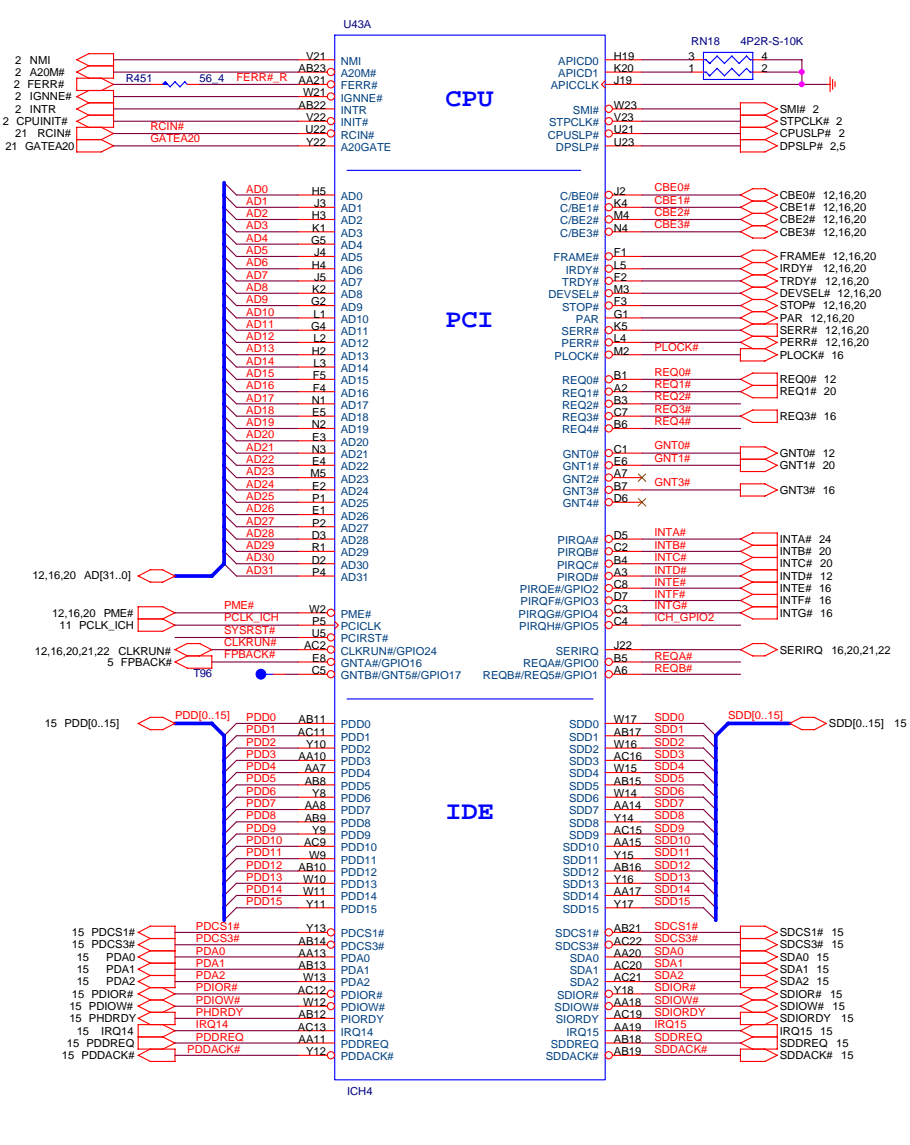 U43A
RN18 4P2R-S-10K
2 NMI V21 NMI APICD0 H19 3 4
2 A20M# AB23 A20M# APICD1 K20 1 2
2 FERR# R451 56_4 FERR#_R AA21 FERR# APICCLK J19
2 IGNNE# W21 IGNNE# CPU
2 INTR AB22 INTR SMI# W23 SMI# 2
2 CPUINIT# V22 INIT# STPCLK# V23 STPCLK# 2
21 RCIN# RCIN# U22 RCIN# CPUSLP# U21 CPUSLP# 2
21 GATEA20 GATEA20 Y22 A20GATE DPSLP# U23 DPSLP# 2,5
AD0 H5 AD0 C/BE0# J2 CBE0# CBE0# 12,16,20
AD1 J3 AD1 C/BE1# K4 CBE1# CBE1# 12,16,20
AD2 H3 AD2 C/BE2# M4 CBE2# CBE2# 12,16,20
AD3 K1 AD3 C/BE3# N4 CBE3# CBE3# 12,16,20
AD4 G5 AD4
AD5 J4 AD5 FRAME# F1 FRAME# 12,16,20
AD6 H4 AD6 IRDY# L5 IRDY# 12,16,20
AD7 J5 AD7 TRDY# F2 TRDY# 12,16,20
AD8 K2 AD8 DEVSEL# M3 DEVSEL# 12,16,20
AD9 G2 AD9 STOP# F3 STOP# 12,16,20
AD10 L1 AD10 PCI PAR G1 PAR 12,16,20
AD11 G4 AD11 SERR# K5 SERR# 12,16,20
AD12 L2 AD12 PERR# L4 PERR# 12,16,20
AD13 H2 AD13 PLOCK# M2 PLOCK# PLOCK# 16
AD14 L3 AD14
AD15 F5 AD15 REQ0# B1 REQ0# REQ0# 12
AD16 F4 AD16 REQ1# A2 REQ1# REQ1# 20
AD17 N1 AD17 REQ2# B3 REQ2#
AD18 E5 AD18 REQ3# C7 REQ3# REQ3# 16
AD19 N2 AD19 REQ4# B6 REQ4#
AD20 E3 AD20
AD21 N3 AD21 GNT0# C1 GNT0# GNT0# 12
AD22 E4 AD22 GNT1# E6 GNT1# GNT1# 20
AD23 M5 AD23 GNT2# A7
AD24 E2 AD24 GNT3# B7 GNT3# GNT3# 16
AD25 P1 AD25 GNT4# D6
AD26 E1 AD26
AD27 P2 AD27
AD28 D3 AD28 PIRQA# D5 INTA# INTA# 24
AD29 R1 AD29 PIRQB# C2 INTB# INTB# 20
AD30 D2 AD30 PIRQC# B4 INTC# INTC# 20
12,16,20 AD[31..0] AD31 P4 AD31 PIRQD# A3 INTD# INTD# 12
PIRQE#/GPIO2 C8 INTE# INTE# 16
PIRQF#/GPIO3 D7 INTF# INTF# 16
12,16,20 PME# PME# W2 PME# PIRQG#/GPIO4 C3 INTG# INTG# 16
11 PCLK_ICH PCLK_ICH P5 PCICLK PIRQH#/GPIO5 C4 ICH_GPIO2
SYSRST# U5 PCIRST#
12,16,20,21,22 CLKRUN# CLKRUN# AC2 CLKRUN#/GPIO24 SERIRQ J22 SERIRQ 16,20,21,22
5 FPBACK# FPBACK# E8 GNTA#/GPIO16 REQA#/GPIO0 B5 REQA#
T96 C5 GNTB#/GNT5#/GPIO17 REQB#/REQ5#/GPIO1 A6 REQB#
15 PDD[0..15] PDD[0..15] PDD0 AB11 PDD0 SDD0 W17 SDD0 SDD[0..15] SDD[0..15] 15
PDD1 AC11 PDD1 SDD1 AB17 SDD1
PDD2 Y10 PDD2 SDD2 W16 SDD2
PDD3 AA10 PDD3 SDD3 AC16 SDD3
PDD4 AA7 PDD4 SDD4 W15 SDD4
PDD5 AB8 PDD5 SDD5 AB15 SDD5
PDD6 Y8 PDD6 SDD6 W14 SDD6
PDD7 AA8 PDD7 IDE SDD7 AA14 SDD7
PDD8 AB9 PDD8 SDD8 Y14 SDD8
PDD9 Y9 PDD9 SDD9 AC15 SDD9
PDD10 AC9 PDD10 SDD10 AA15 SDD10
PDD11 W9 PDD11 SDD11 Y15 SDD11
PDD12 AB10 PDD12 SDD12 AB16 SDD12
PDD13 W10 PDD13 SDD13 Y16 SDD13
PDD14 W11 PDD14 SDD14 AA17 SDD14
PDD15 Y11 PDD15 SDD15 Y17 SDD15
15 PDCS1# PDCS1# Y13 PDCS1# SDCS1# AB21 SDCS1# SDCS1# 15
15 PDCS3# PDCS3# AB14 PDCS3# SDCS3# AC22 SDCS3# SDCS3# 15
15 PDA0 PDA0 AA13 PDA0 SDA0 AA20 SDA0 SDA0 15
15 PDA1 PDA1 AB13 PDA1 SDA1 AC20 SDA1 SDA1 15
15 PDA2 PDA2 W13 PDA2 SDA2 AC21 SDA2 SDA2 15
15 PDIOR# PDIOR# AC12 PDIOR# SDIOR# Y18 SDIOR# SDIOR# 15
15 PDIOW# PDIOW# W12 PDIOW# SDIOW# AA18 SDIOW# SDIOW# 15
15 PHDRDY PHDRDY AB12 PIORDY SIORDY AC19 SDIORDY SDIORDY 15
15 IRQ14 IRQ14 AC13 IRQ14 IRQ15 AA19 IRQ15 IRQ15 15
15 PDDREQ PDDREQ AA11 PDDREQ SDDREQ AB18 SDDREQ SDDREQ 15
15 PDDACK# PDDACK# Y12 PDDACK# SDDACK# AB19 SDDACK# SDDACK# 15
ICH4